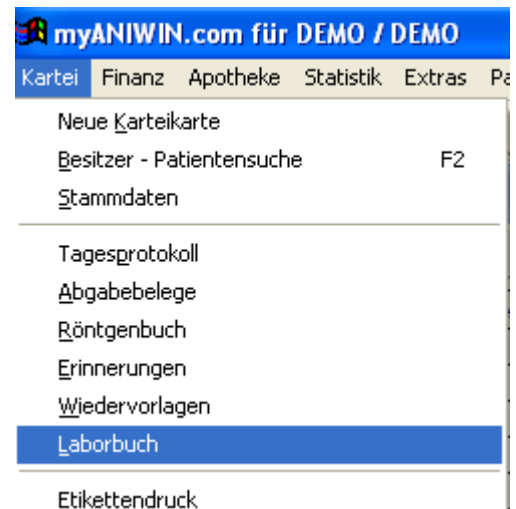 myANIWIN.com für DEMO / DEMO
Kartei Finanz Apotheke Statistik Extras
Neue Karteikarte
Besitzer - Patientensuche F2
Stammdaten
Tagesprotokoll
Abgabebelege
Röntgenbuch
Erinnerungen
Wiedervorlagen
Laborbuch
Etikettendruck